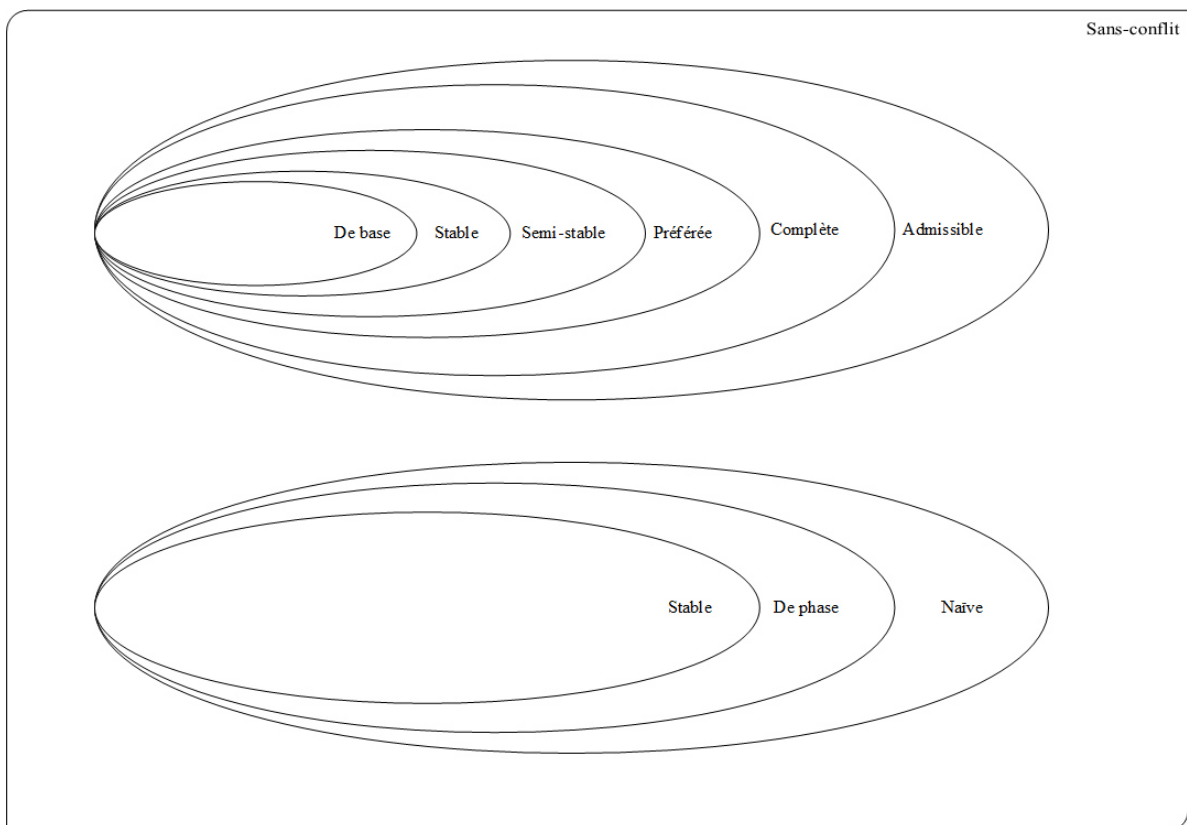 Sans-conflit
De base Stable Semi-stable Préférée Complète Admissible
Stable De phase Naïve